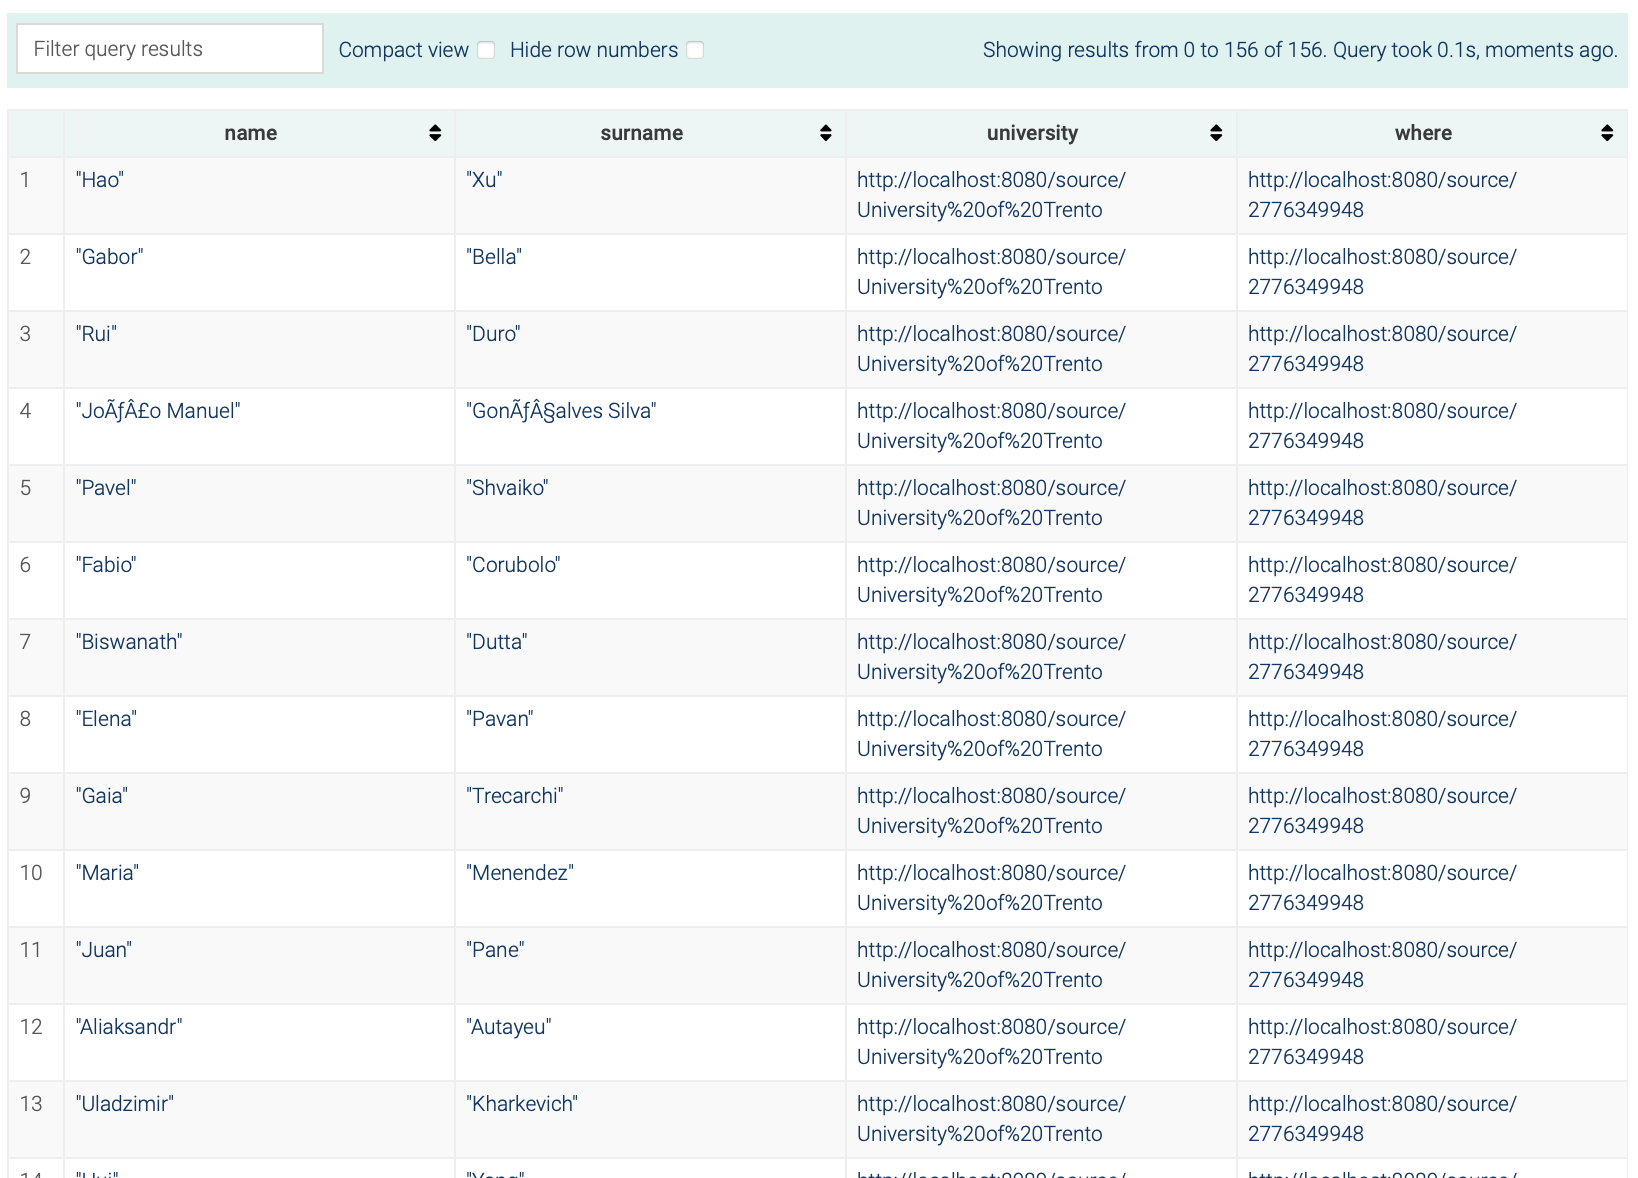 Filter query results Compact view Hide row numbers Showing results from 0 to 156 of 156. Query took 0.1s, moments ago.
name surname university where
1 "Hao" "Xu" http://localhost:8080/source/ http://localhost:8080/source/
University%20of%20Trento 2776349948
2 "Gabor" "Bella" http://localhost:8080/source/ http://localhost:8080/source/
University%20of%20Trento 2776349948
3 "Rui" "Duro" http://localhost:8080/source/ http://localhost:8080/source/
University%20of%20Trento 2776349948
4 "JoÃƒÂ£o Manuel" "GonÃƒÂ§alves Silva" http://localhost:8080/source/ http://localhost:8080/source/
University%20of%20Trento 2776349948
5 "Pavel" "Shvaiko" http://localhost:8080/source/ http://localhost:8080/source/
University%20of%20Trento 2776349948
6 "Fabio" "Corubolo" http://localhost:8080/source/ http://localhost:8080/source/
University%20of%20Trento 2776349948
7 "Biswanath" "Dutta" http://localhost:8080/source/ http://localhost:8080/source/
University%20of%20Trento 2776349948
8 "Elena" "Pavan" http://localhost:8080/source/ http://localhost:8080/source/
University%20of%20Trento 2776349948
9 "Gaia" "Trecarchi" http://localhost:8080/source/ http://localhost:8080/source/
University%20of%20Trento 2776349948
10 "Maria" "Menendez" http://localhost:8080/source/ http://localhost:8080/source/
University%20of%20Trento 2776349948
11 "Juan" "Pane" http://localhost:8080/source/ http://localhost:8080/source/
University%20of%20Trento 2776349948
12 "Aliaksandr" "Autayeu" http://localhost:8080/source/ http://localhost:8080/source/
University%20of%20Trento 2776349948
13 "Uladzimir" "Kharkevich" http://localhost:8080/source/ http://localhost:8080/source/
University%20of%20Trento 2776349948